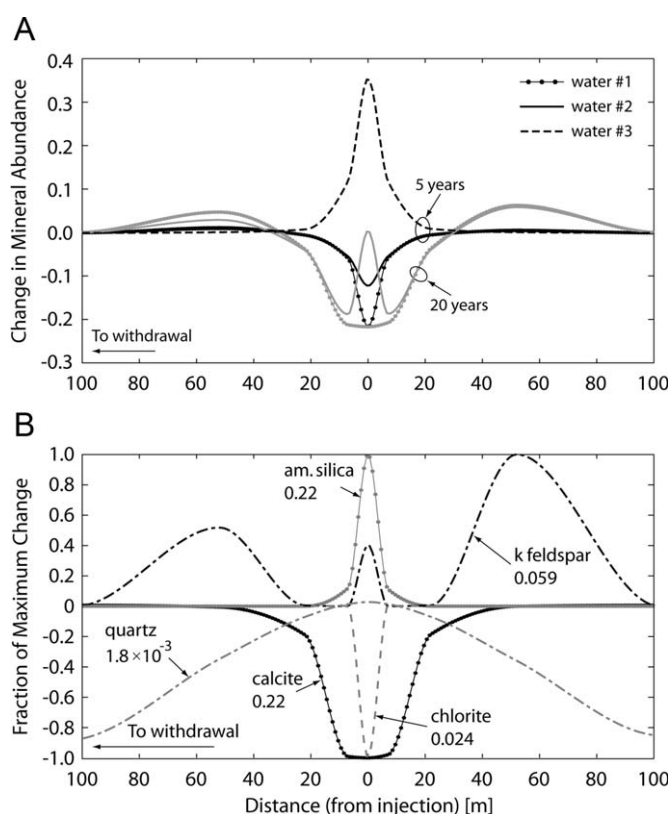 A
Change in Mineral Abundance
0.4
0.3
0.2
0.1
0.0
-0.1
-0.2
-0.3
water #1
water #2
water #3
5 years
20 years
To withdrawal
100 80 60 40 20 0 20 40 60 80 100
B
Fraction of Maximum Change
1.0
0.8
0.6
0.4
0
-0.2
-0.4
-0.6
-0.8
-1.0
am. silica
0.22
k feldspar
0.059
quartz
1.8 × 10⁻³
calcite
0.22
chlorite
0.024
To withdrawal
100 80 60 40 20 0 20 40 60 80 100
Distance (from injection) [m]